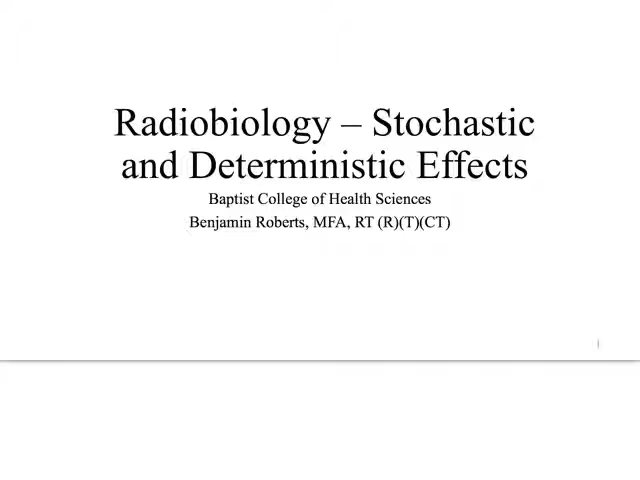 Radiobiology – Stochastic
and Deterministic Effects
Baptist College of Health Sciences
Benjamin Roberts, MFA, RT (R)(T)(CT)